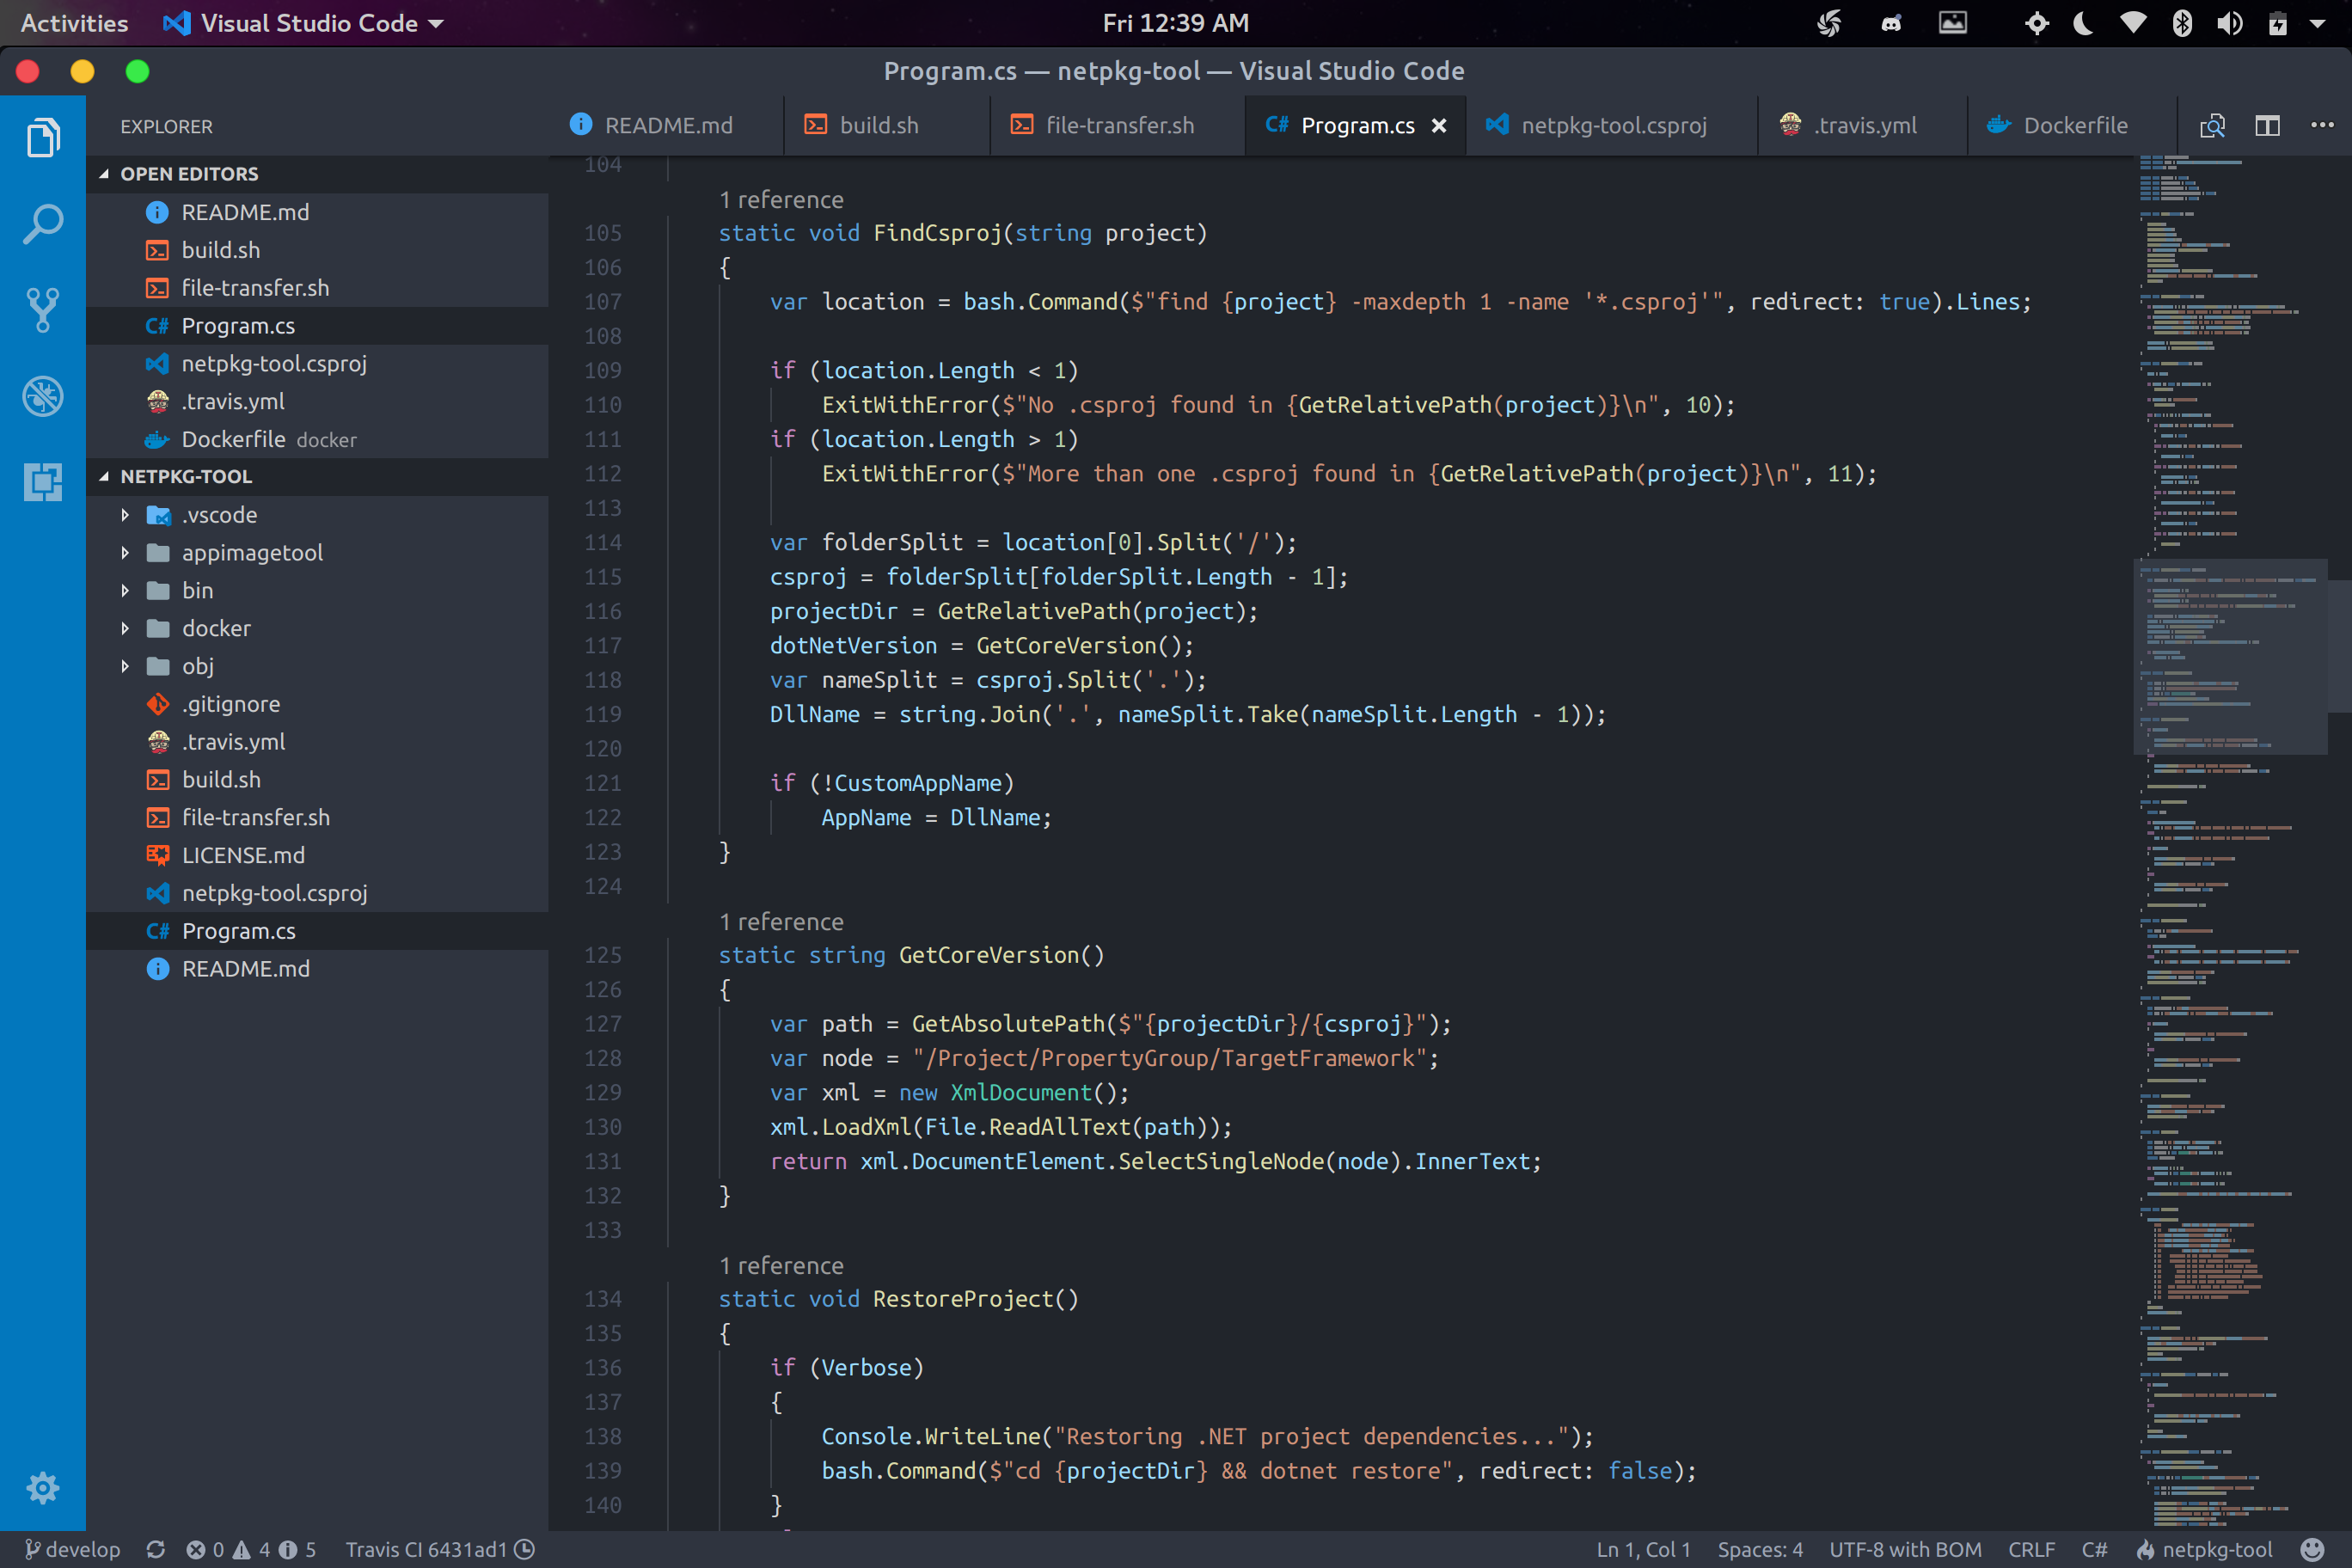 Activities Visual Studio Code Fri 12:39 AM
Program.cs — netpkg-tool — Visual Studio Code
EXPLORER
README.md build.sh file-transfer.sh C# Program.cs netpkg-tool.csproj .travis.yml Dockerfile
OPEN EDITORS
README.md
build.sh
file-transfer.sh
C# Program.cs
netpkg-tool.csproj
.travis.yml
Dockerfile docker
NETPKG-TOOL
.vscode
appimagetool
bin
docker
obj
.gitignore
.travis.yml
build.sh
file-transfer.sh
LICENSE.md
netpkg-tool.csproj
C# Program.cs
README.md
104
1 reference
105 static void FindCsproj(string project)
106 {
107 var location = bash.Command($"find {project} -maxdepth 1 -name '*.csproj'", redirect: true).Lines;
108
109 if (location.Length < 1)
110 ExitWithError($"No .csproj found in {GetRelativePath(project)}\n", 10);
111 if (location.Length > 1)
112 ExitWithError($"More than one .csproj found in {GetRelativePath(project)}\n", 11);
113
114 var folderSplit = location[0].Split('/');
115 csproj = folderSplit[folderSplit.Length - 1];
116 projectDir = GetRelativePath(project);
117 dotNetVersion = GetCoreVersion();
118 var nameSplit = csproj.Split('.');
119 DllName = string.Join('.', nameSplit.Take(nameSplit.Length - 1));
120
121 if (!CustomAppName)
122 AppName = DllName;
123 }
124
1 reference
125 static string GetCoreVersion()
126 {
127 var path = GetAbsolutePath($"{projectDir}/{csproj}");
128 var node = "/Project/PropertyGroup/TargetFramework";
129 var xml = new XmlDocument();
130 xml.LoadXml(File.ReadAllText(path));
131 return xml.DocumentElement.SelectSingleNode(node).InnerText;
132 }
133
1 reference
134 static void RestoreProject()
135 {
136 if (Verbose)
137 {
138 Console.WriteLine("Restoring .NET project dependencies...");
139 bash.Command($"cd {projectDir} && dotnet restore", redirect: false);
140 }
develop 0 4 5 Travis CI 6431ad1 Ln 1, Col 1 Spaces: 4 UTF-8 with BOM CRLF C# netpkg-tool